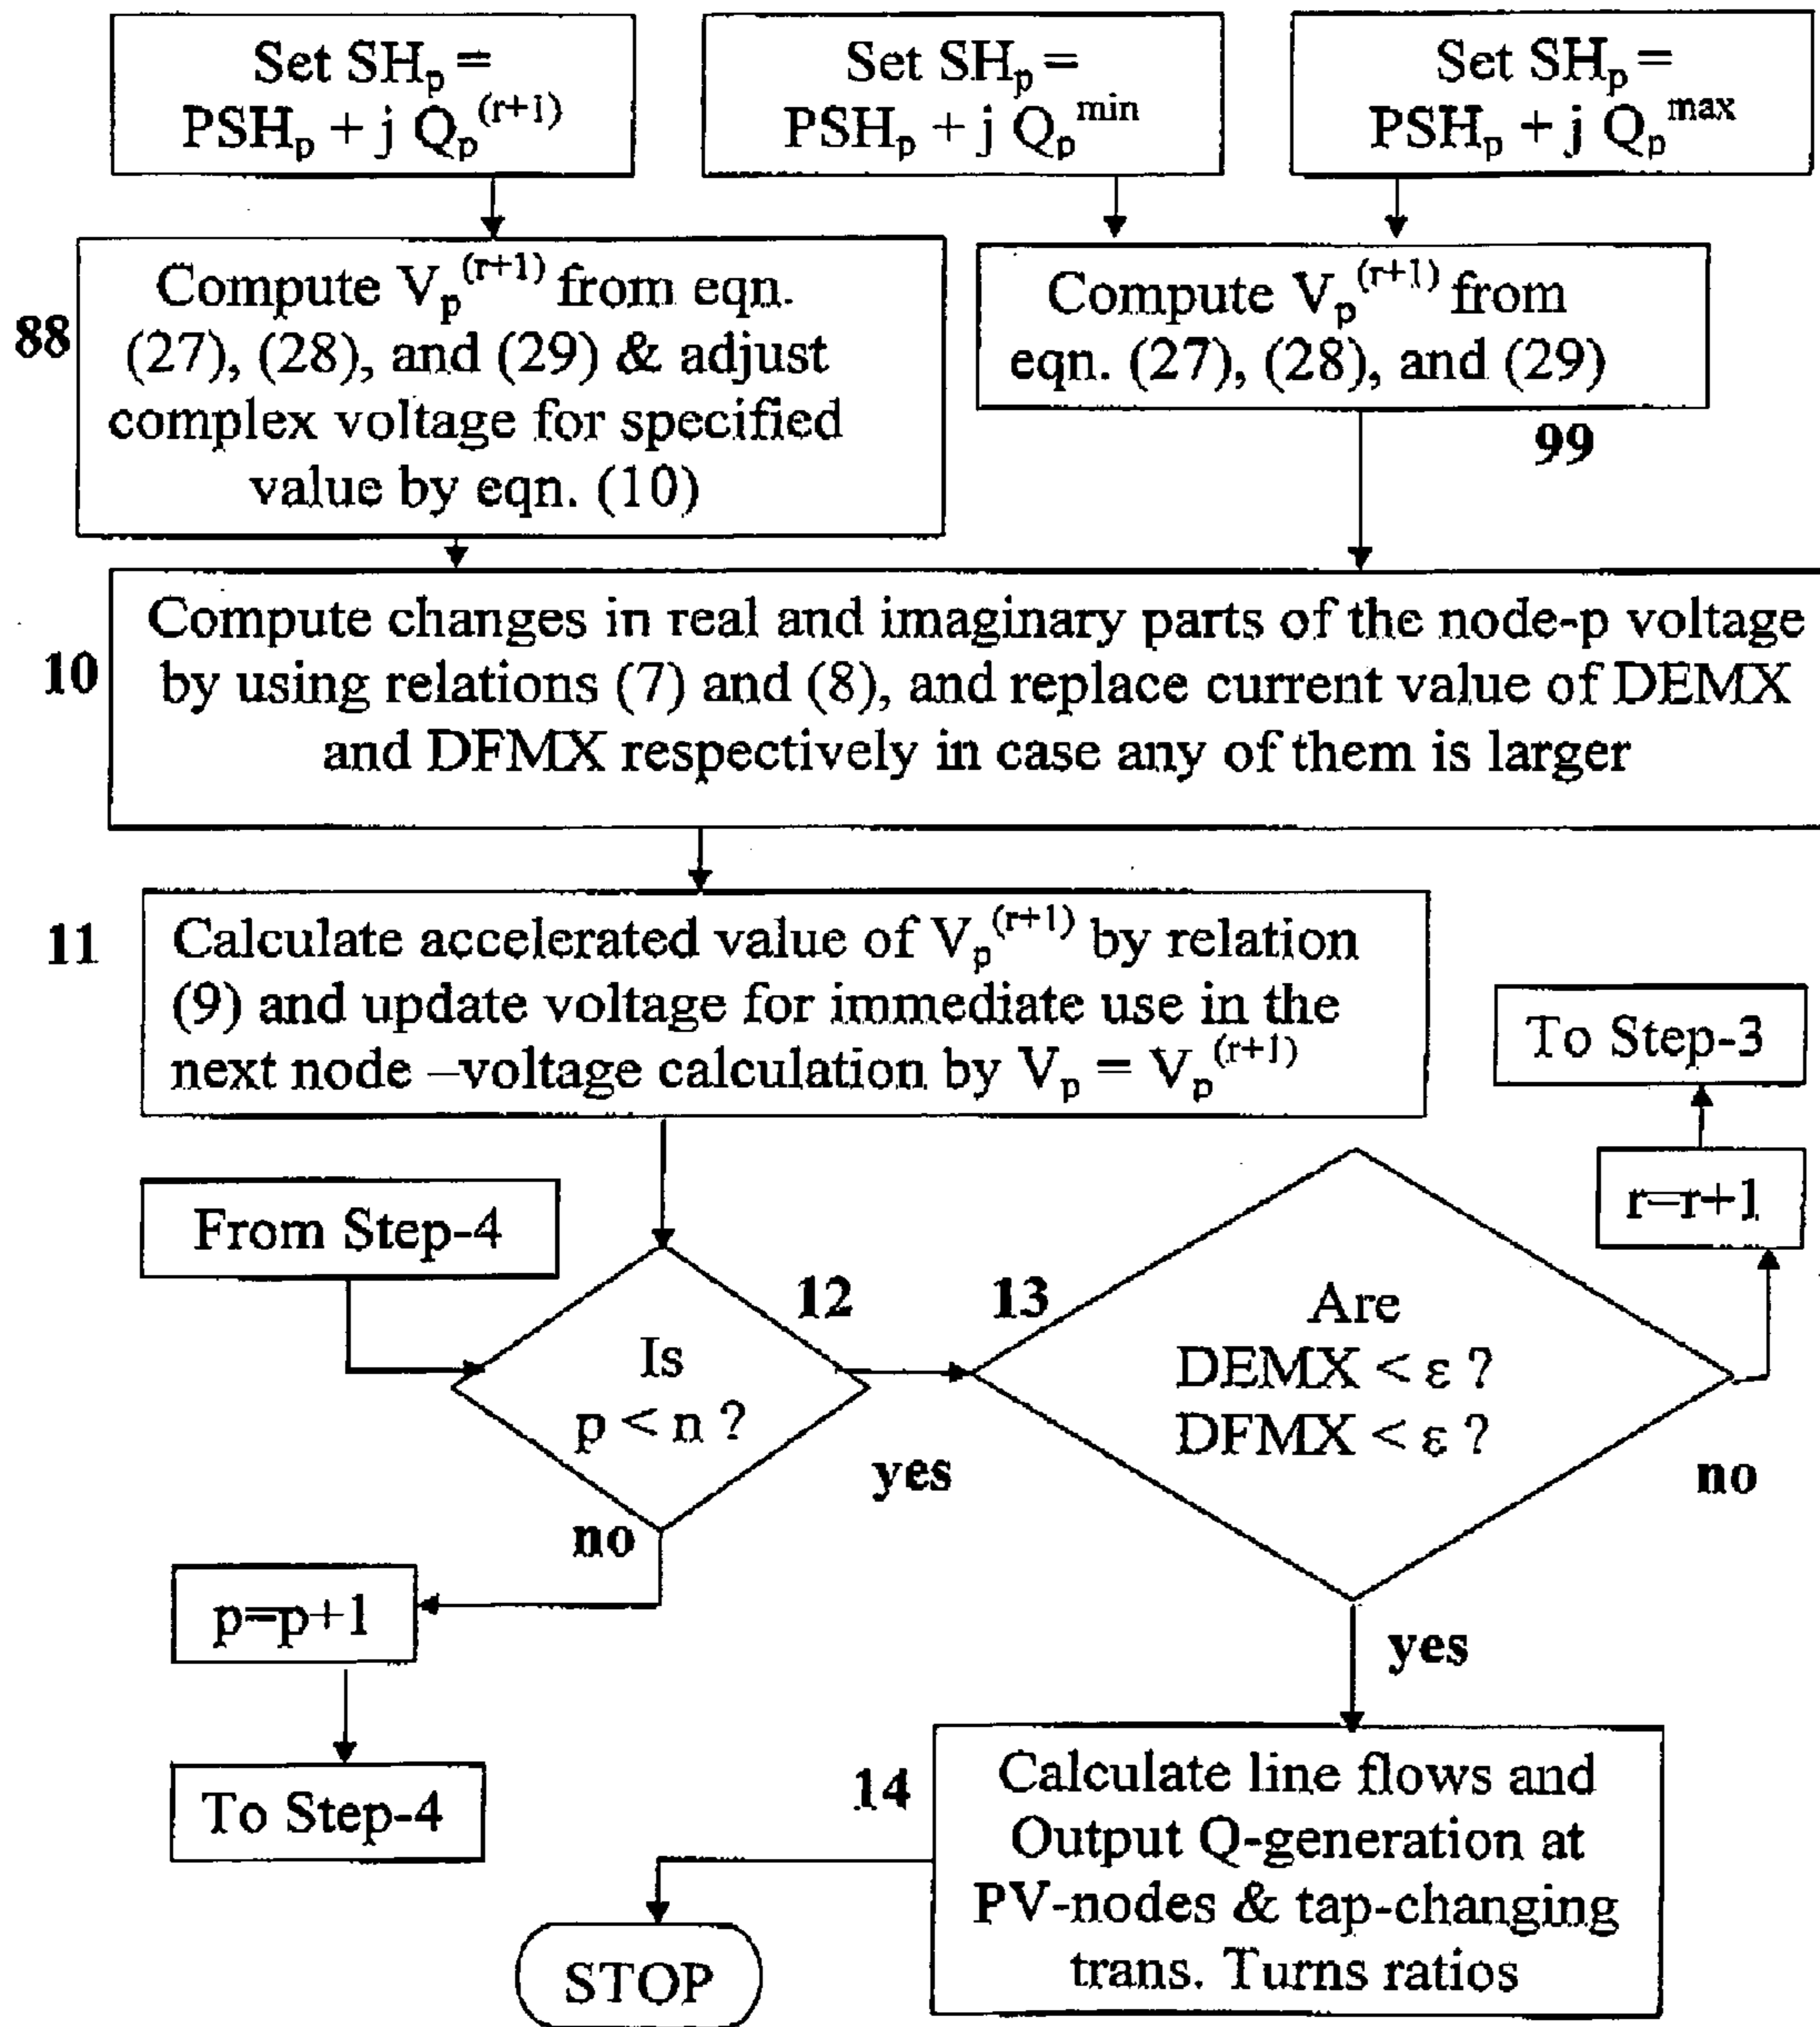 Set SHₚ =
PSHₚ + j Qₚ^(r+1)
Set SHₚ =
PSHₚ + j Qₚ^min
Set SHₚ =
PSHₚ + j Qₚ^max
88
Compute Vₚ^(r+1) from eqn.
(27), (28), and (29) & adjust
complex voltage for specified
value by eqn. (10)
Compute Vₚ^(r+1) from
eqn. (27), (28), and (29)
99
10
Compute changes in real and imaginary parts of the node-p voltage
by using relations (7) and (8), and replace current value of DEMX
and DFMX respectively in case any of them is larger
11
Calculate accelerated value of Vₚ^(r+1) by relation
(9) and update voltage for immediate use in the
next node –voltage calculation by Vₚ = Vₚ^(r+1)
To Step-3
r=r+1
From Step-4
12
Is
p < n ?
yes
no
13
Are
DEMX < ε ?
DFMX < ε ?
no
yes
p=p+1
To Step-4
14
Calculate line flows and
Output Q-generation at
PV-nodes & tap-changing
trans. Turns ratios
STOP